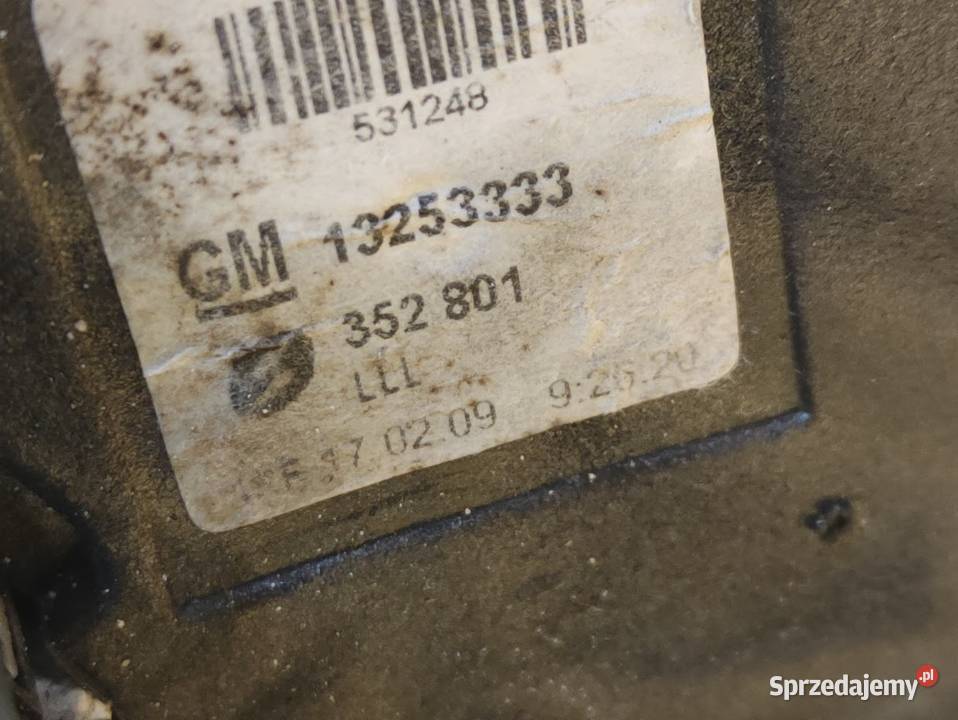 531248
GM 13253333
352 801
LLL
17 02 09 9:26:20
Sprzedajemy.pl